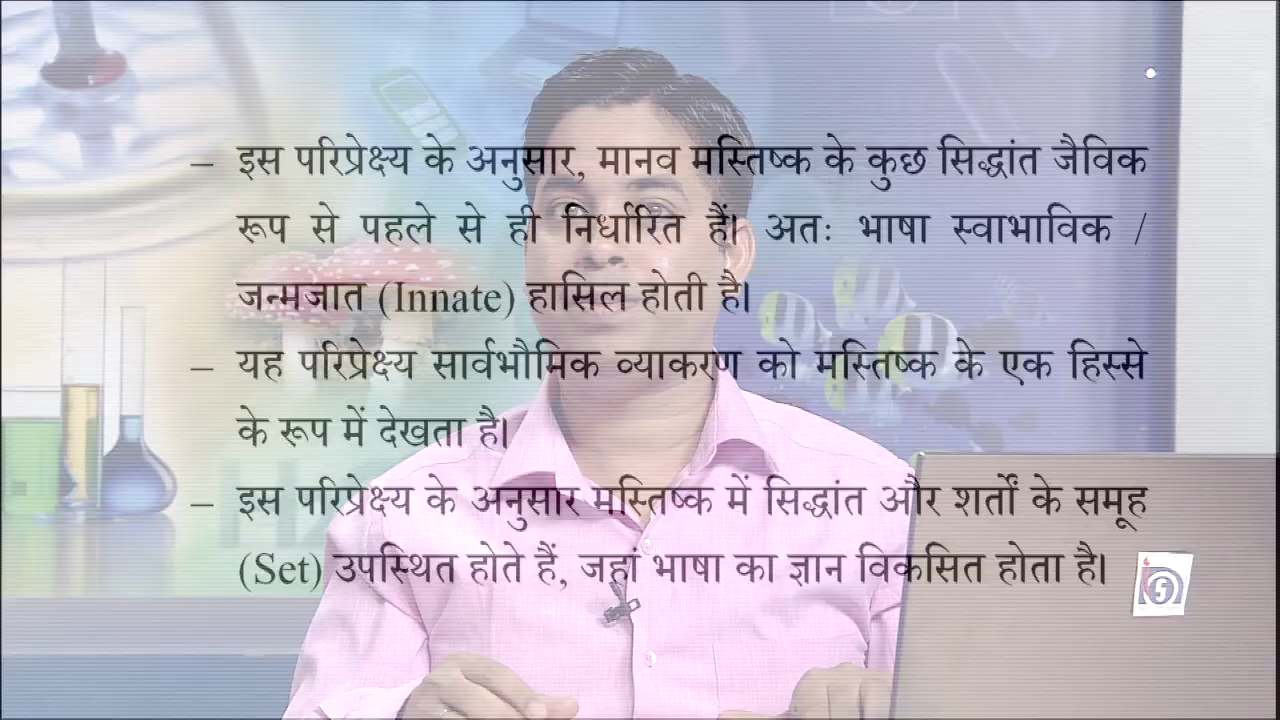 – इस परिप्रेक्ष्य के अनुसार, मानव मस्तिष्क के कुछ सिद्धांत जैविक
रूप से पहले से ही निर्धारित हैं। अतः भाषा स्वाभाविक /
जन्मजात (Innate) हासिल होती है।
– यह परिप्रेक्ष्य सार्वभौमिक व्याकरण को मस्तिष्क के एक हिस्से
के रूप में देखता है।
– इस परिप्रेक्ष्य के अनुसार मस्तिष्क में सिद्धांत और शर्तों के समूह
(Set) उपस्थित होते हैं, जहां भाषा का ज्ञान विकसित होता है।